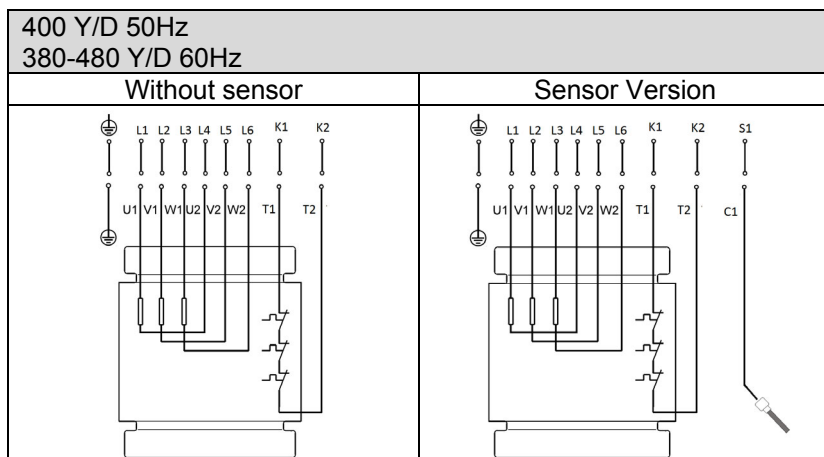 400 Y/D 50Hz
380-480 Y/D 60Hz
Without sensor
Sensor Version
L1 L2 L3 L4 L5 L6 K1 K2
U1 V1 W1 U2 V2 W2 T1 T2
L1 L2 L3 L4 L5 L6 K1 K2 S1
U1 V1 W1 U2 V2 W2 T1 T2 C1